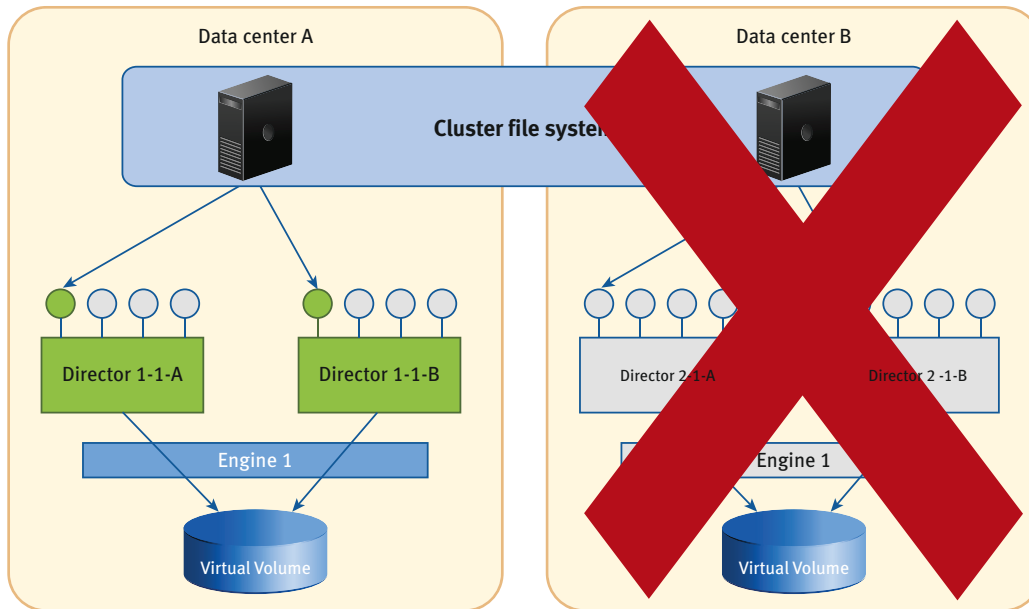 Data center A
Data center B
Cluster file system
Director 1-1-A
Director 1-1-B
Director 2-1-A
Director 2 -1-B
Engine 1
Engine 1
Virtual Volume
Virtual Volume